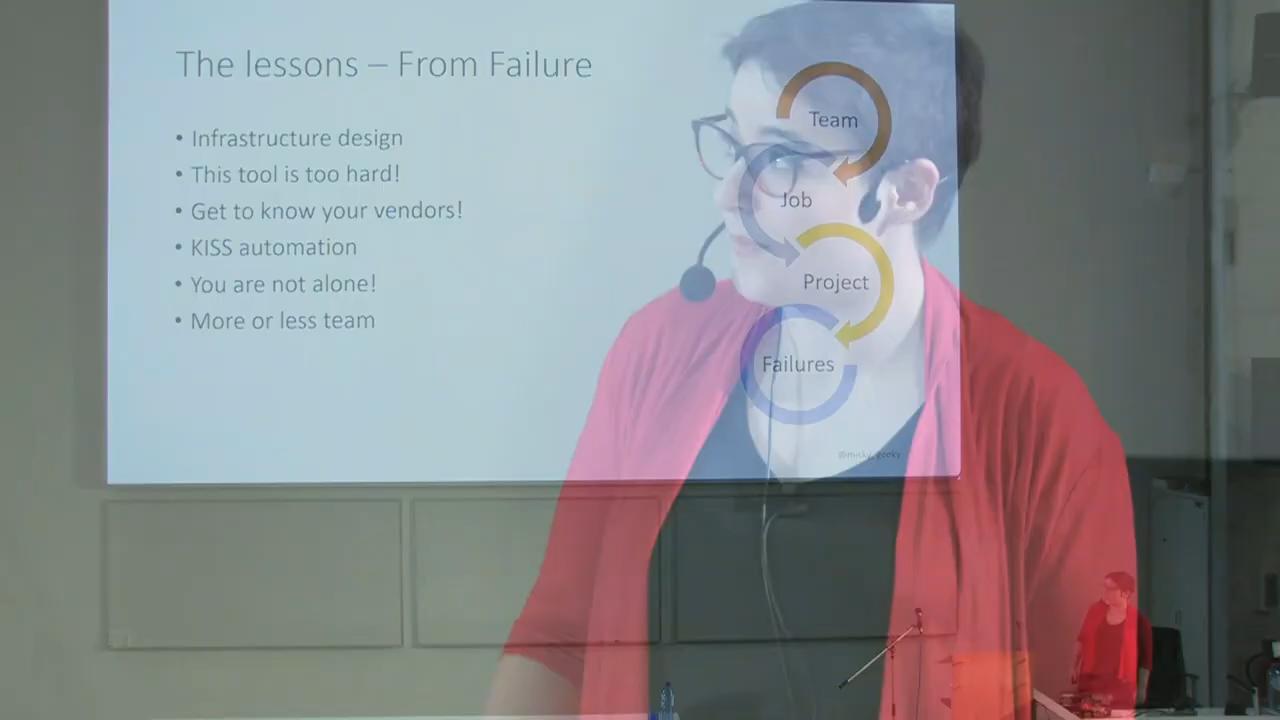 The lessons – From Failure
• Infrastructure design
• This tool is too hard!
• Get to know your vendors!
• KISS automation
• You are not alone!
• More or less team
Team
Job
Project
Failures
@misky_geeky